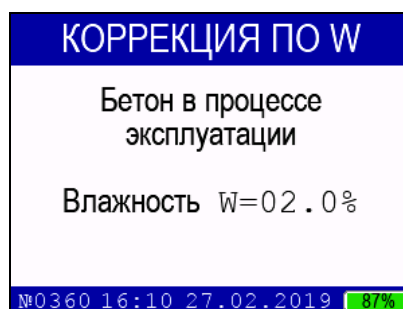 КОРРЕКЦИЯ ПО W
Бетон в процессе
эксплуатации
Влажность W=02.0%
№0360 16:10 27.02.2019 87%